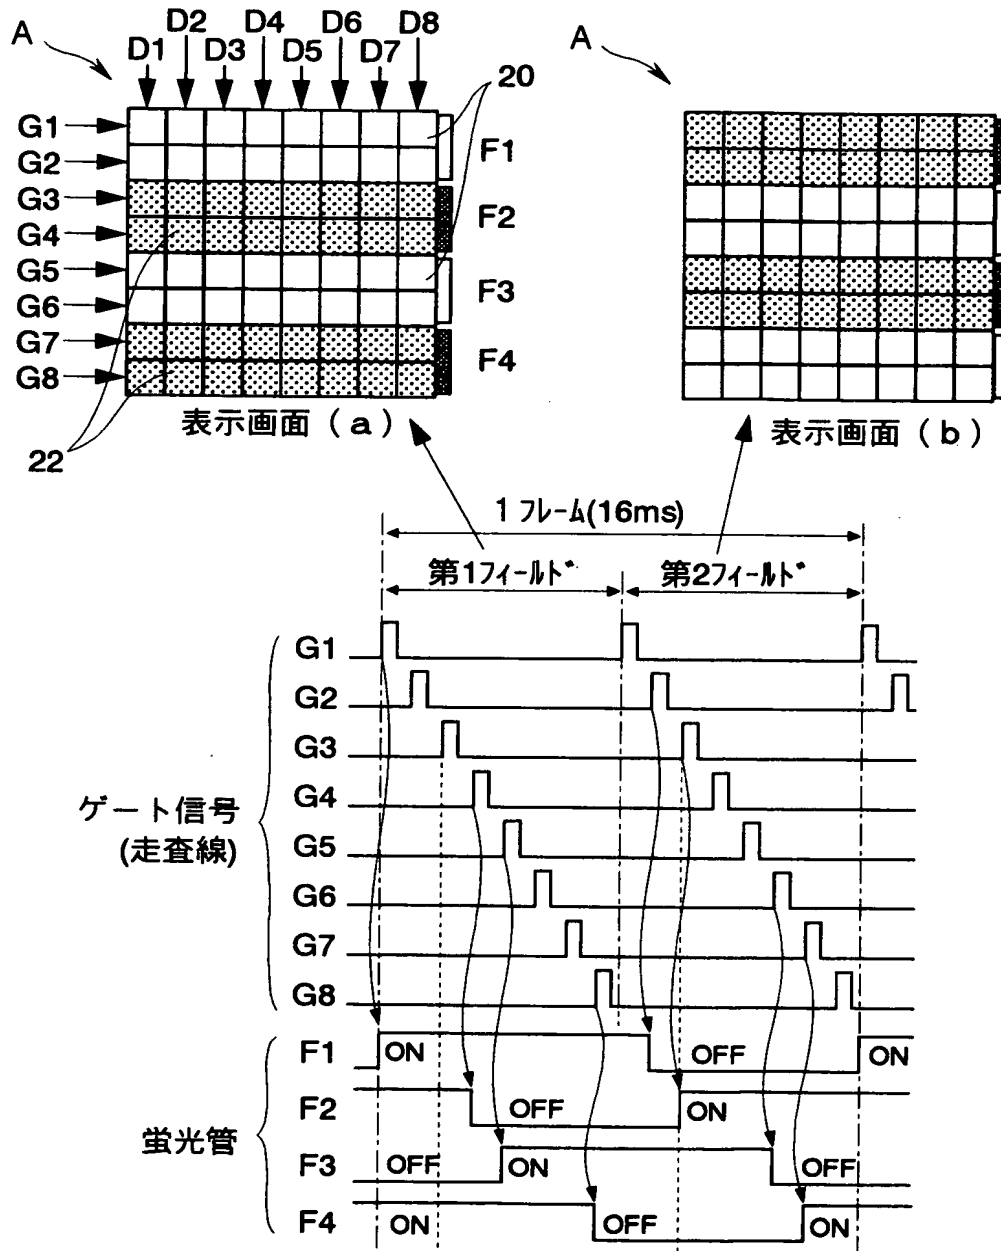 A
D1 D2 D3 D4 D5 D6 D7 D8
20
G1
G2
G3
G4
G5
G6
G7
G8
F1
F2
F3
F4
22
表示画面（a）
A
表示画面（b）
1フレーム(16ms)
第1フィールド
第2フィールド
ゲート信号
(走査線)
G1
G2
G3
G4
G5
G6
G7
G8
蛍光管
F1 ON OFF ON
F2 OFF ON
F3 OFF ON OFF
F4 ON OFF ON